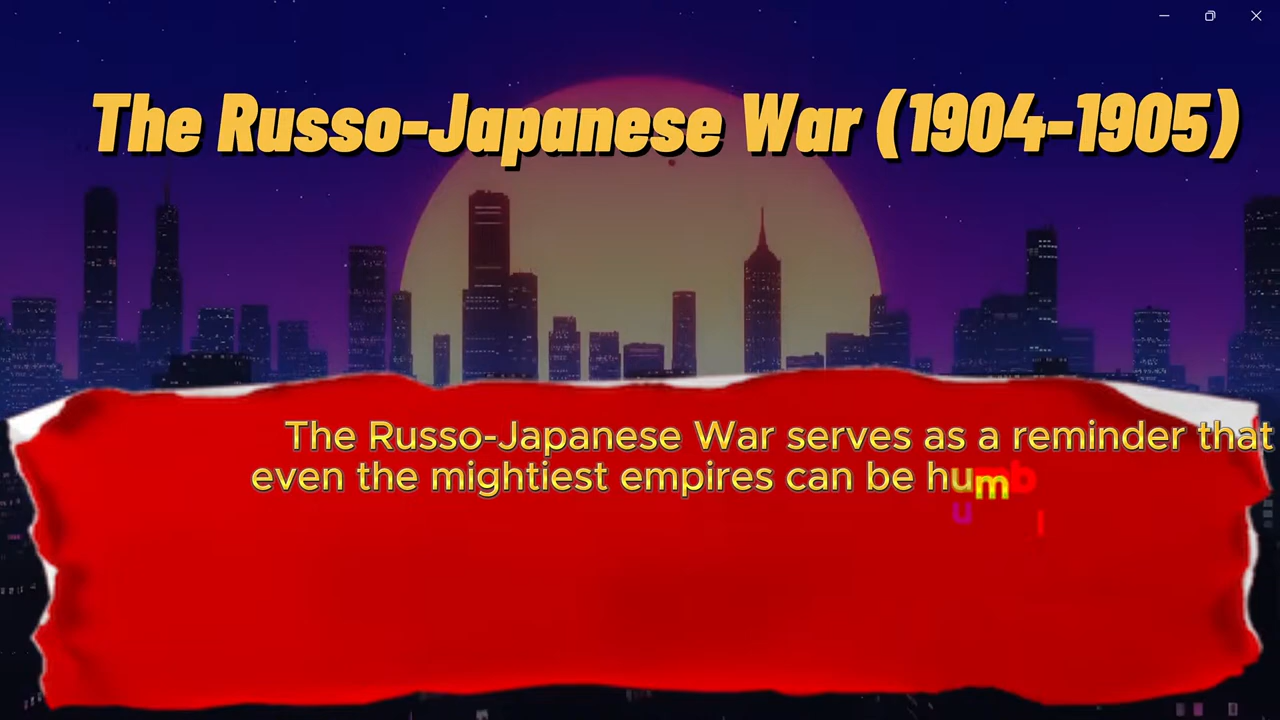 The Russo-Japanese War (1904-1905)
The Russo-Japanese War serves as a reminder that
even the mightiest empires can be